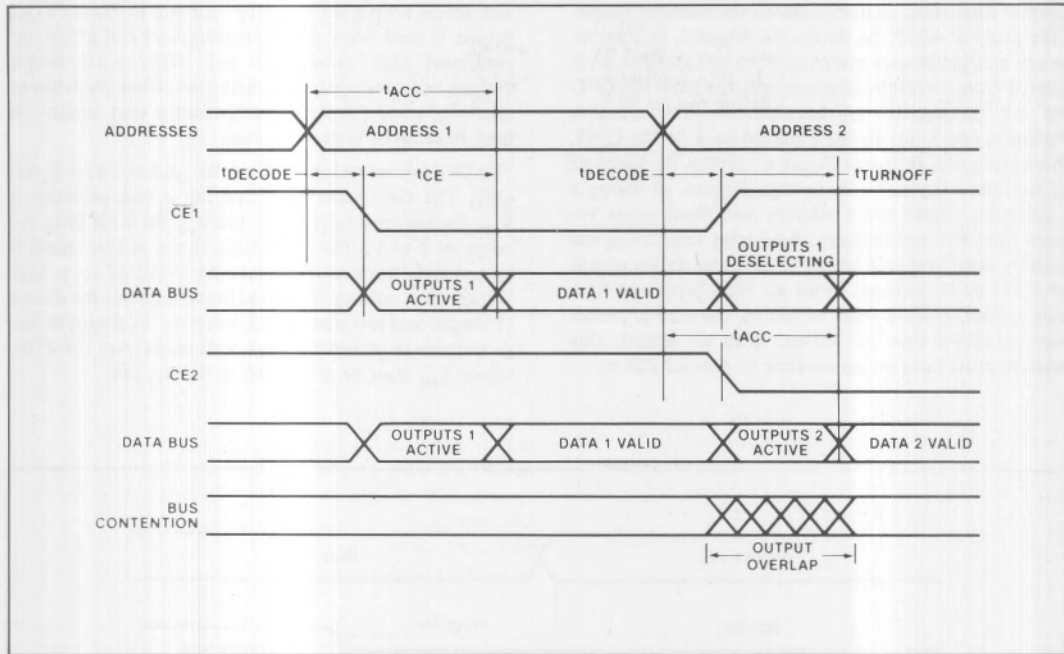 tACC
ADDRESSES
ADDRESS 1
ADDRESS 2
tDECODE
tCE
tDECODE
tTURNOFF
CE1
OUTPUTS 1
DESELECTING
DATA BUS
OUTPUTS 1
ACTIVE
DATA 1 VALID
tACC
CE2
DATA BUS
OUTPUTS 1
ACTIVE
DATA 1 VALID
OUTPUTS 2
ACTIVE
DATA 2 VALID
BUS
CONTENTION
OUTPUT
OVERLAP